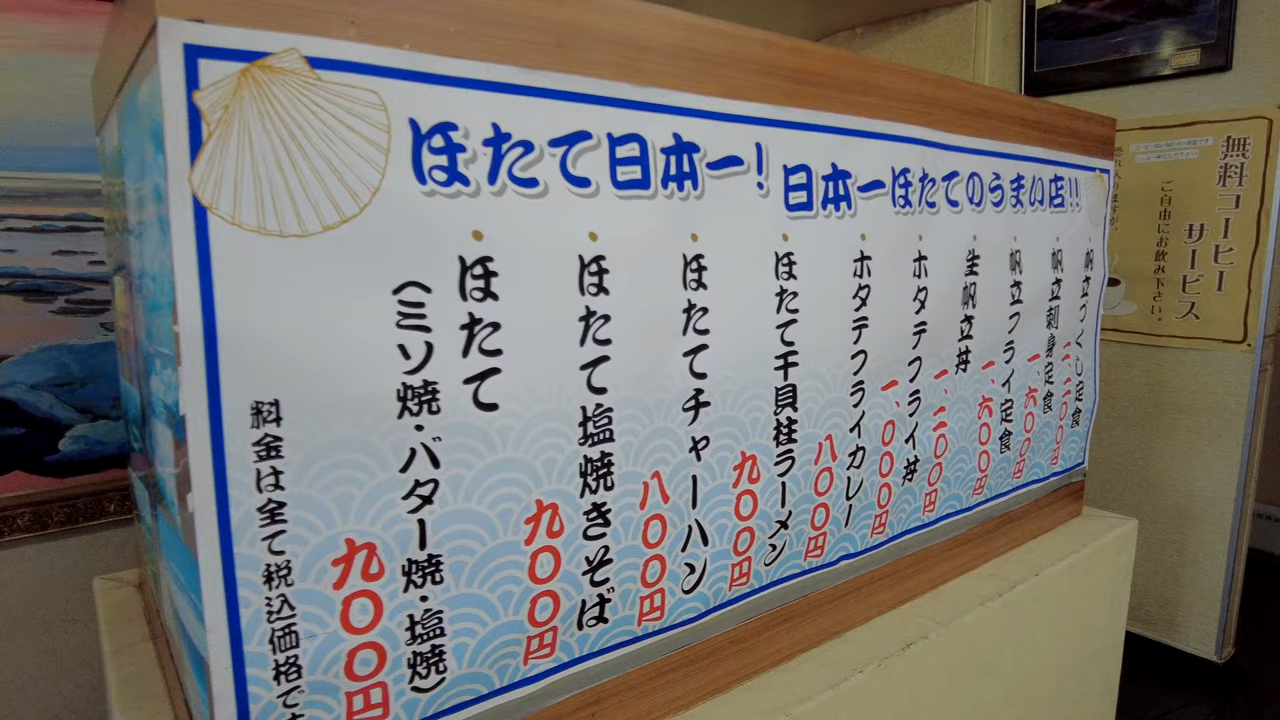 ほたて日本一!
日本一ほたてのうまい店!!
・帆立づくし定食
二、二〇〇円
・帆立刺身定食
一、六〇〇円
・帆立フライ定食
一、六〇〇円
・生帆立丼
一、二〇〇円
・ホタテフライ丼
一、〇〇〇円
・ホタテフライカレー
八〇〇円
・ほたて干貝柱ラーメン
九〇〇円
・ほたてチャーハン
八〇〇円
・ほたて塩焼きそば
九〇〇円
・ほたて
(ミソ焼・バター焼・塩焼)
九〇〇円
料金は全て税込価格で
無料コーヒー
サービス
ご自由にお飲み下さい。